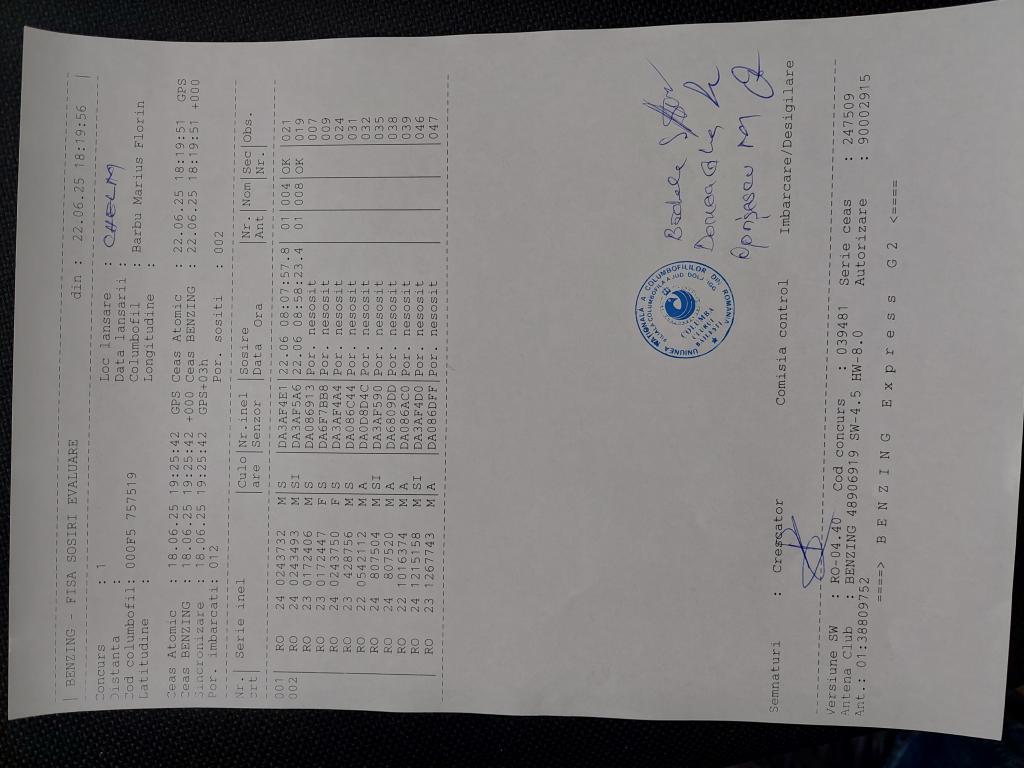 | BENZING - FISA SOSIRI EVALUARE din : 22.06.25 18:19:56 |
Concurs : 1 Loc lansare : CHELM
Distanta : Data lansarii :
Cod columbofil: 000F5 757519 Columbofil : Barbu Marius Florin
Latitudine : Longitudine :
Ceas Atomic : 18.06.25 19:25:42 GPS Ceas Atomic : 22.06.25 18:19:51 GPS
Ceas BENZING : 18.06.25 19:25:42 +000 Ceas BENZING : 22.06.25 18:19:51 +000
Sincronizare : 18.06.25 19:25:42 GPS+03h
Por. imbarcati: 012 Por. sositi : 002
Nr. | Serie inel |Culo|Nr.inel |Sosire |Nr. |Nom|Sec|Obs.
crt| |are |Senzor |Data Ora |Ant | |Nr.|
001 RO 24 0243732 M|S |DA3AF4E1|22.06 08:07:57.8 01 004 OK |021
002 RO 24 0243493 M|SI |DA3AF5A6|22.06 08:58:23.4 01 008 OK |019
RO 23 0172406 M|S |DA086913|Por. nesosit |007
RO 23 0172447 F|S |DAEF7BB8|Por. nesosit |009
RO 24 0243750 F|S |DA3AF4A4|Por. nesosit |024
RO 23 428756 M|S |DA086C44|Por. nesosit |031
RO 22 0542112 M|A |DA0D8D4C|Por. nesosit |032
RO 24 807504 M|SI |DA3AF590|Por. nesosit |035
RO 24 807520 M|A |DA6809DD|Por. nesosit |038
RO 22 1016374 M|A |DA086AC0|Por. nesosit |039
RO 24 1215158 M|SI |DA3AF4D0|Por. nesosit |046
RO 23 1267743 M|A |DA086DFF|Por. nesosit |047
UNIUNEA NATIONALA A COLUMBOFILILOR DIN ROMANIA
COLUMBA
Semnaturi : Crescator Comisia control Imbarcare/Desigilare
Versiune SW : RO-04.40 Cod concurs : 039481 Serie ceas : 247509
Antena Club : BENZING 48906919 SW-4.5 HW-8.0 Autorizare : 90002915
Ant.: 01:38809752
====> B E N Z I N G E x p r e s s G 2 <====